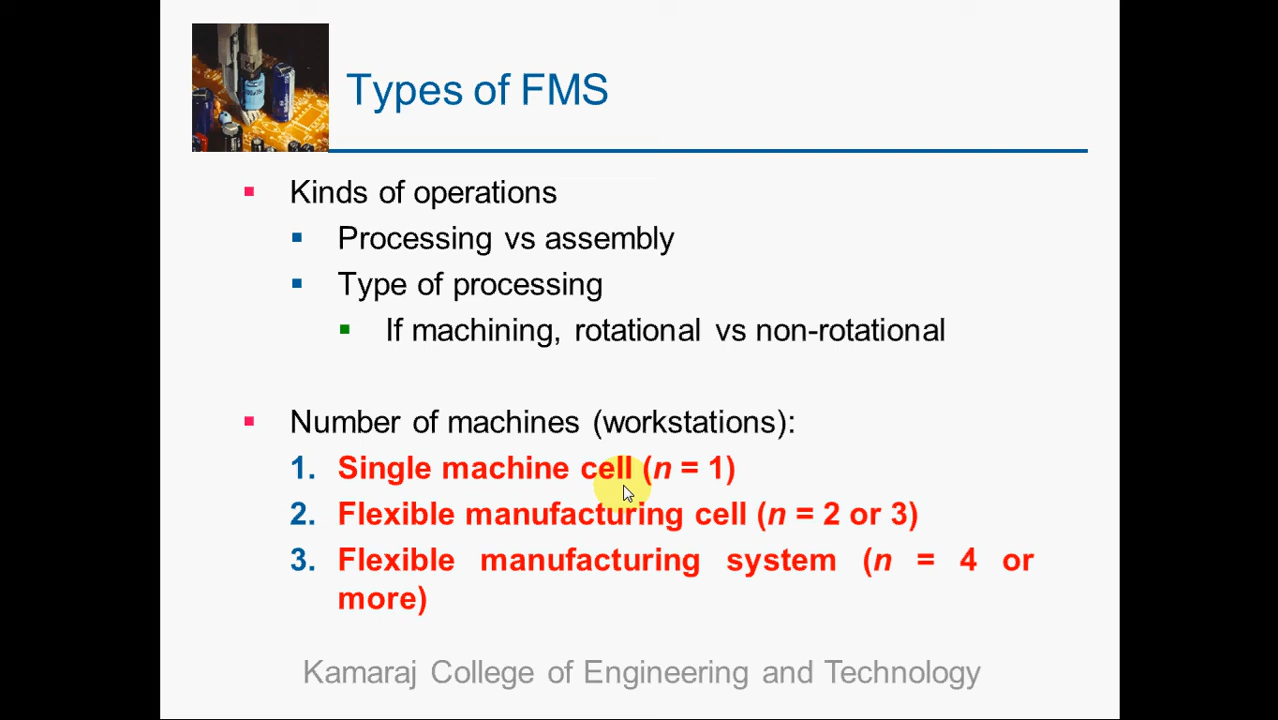 Types of FMS
Kinds of operations
Processing vs assembly
Type of processing
If machining, rotational vs non-rotational
Number of machines (workstations):
1. Single machine cell (n = 1)
2. Flexible manufacturing cell (n = 2 or 3)
3. Flexible manufacturing system (n = 4 or
more)
Kamaraj College of Engineering and Technology